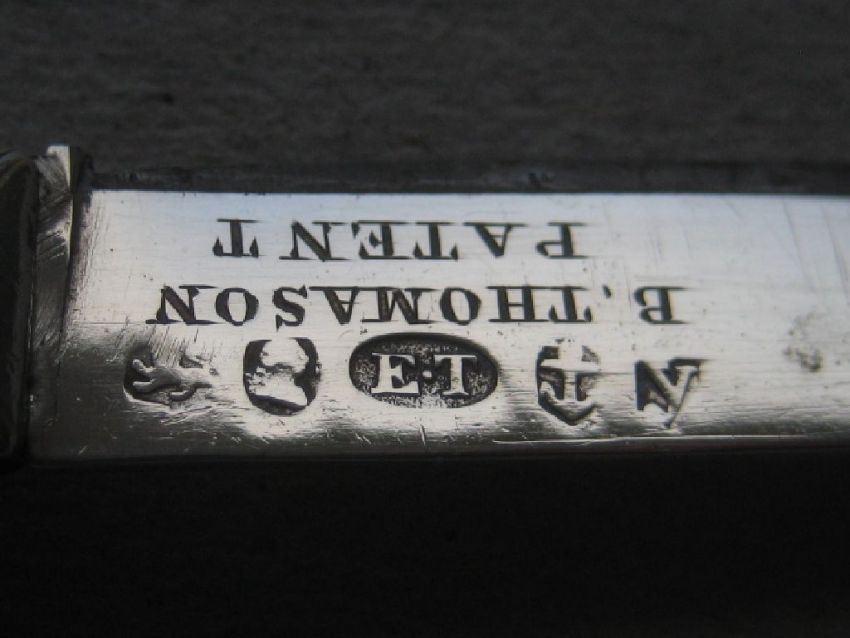 B. THOMASON
PATENT
E·T
N